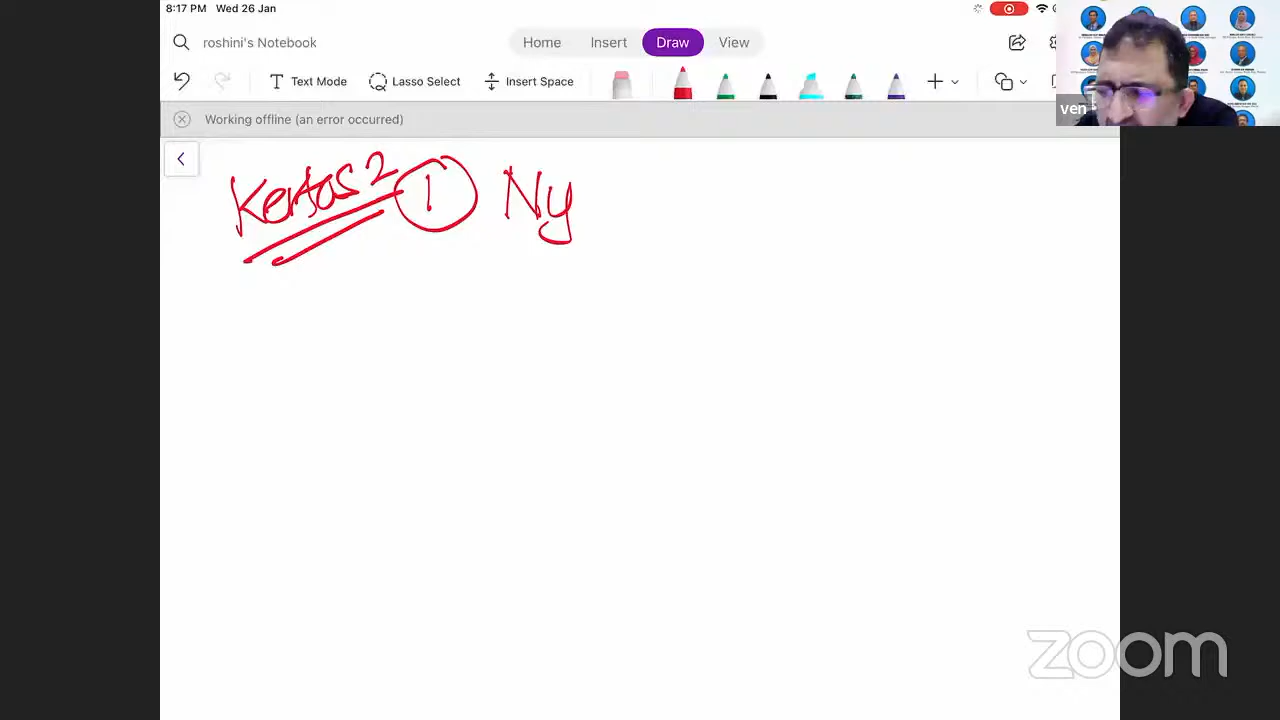 8:17 PM Wed 26 Jan
roshini's Notebook Home Insert Draw View
Text Mode Lasso Select Insert Space
ven
Working offline (an error occurred)
Kertas 2 1 Ny
zoom